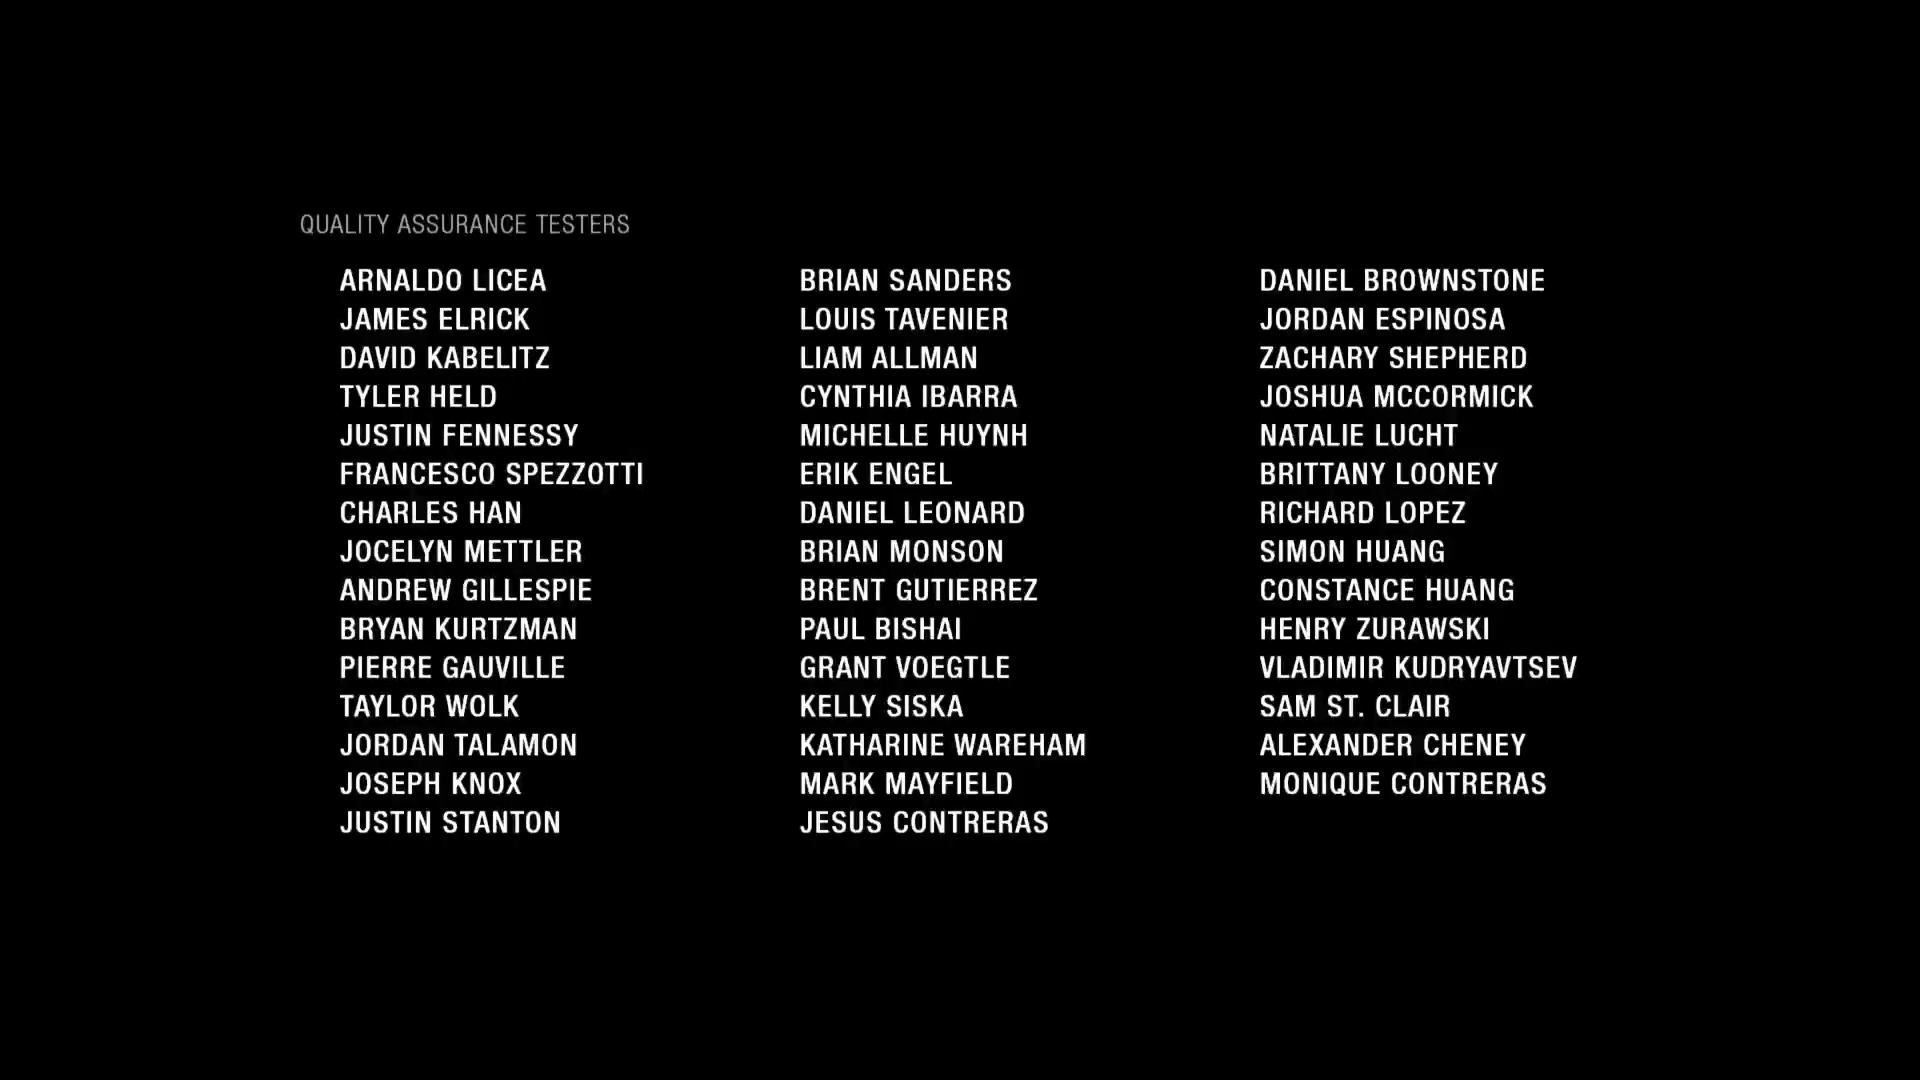 QUALITY ASSURANCE TESTERS
ARNALDO LICEA
JAMES ELRICK
DAVID KABELITZ
TYLER HELD
JUSTIN FENNESSY
FRANCESCO SPEZZOTTI
CHARLES HAN
JOCELYN METTLER
ANDREW GILLESPIE
BRYAN KURTZMAN
PIERRE GAUVILLE
TAYLOR WOLK
JORDAN TALAMON
JOSEPH KNOX
JUSTIN STANTON
BRIAN SANDERS
LOUIS TAVENIER
LIAM ALLMAN
CYNTHIA IBARRA
MICHELLE HUYNH
ERIK ENGEL
DANIEL LEONARD
BRIAN MONSON
BRENT GUTIERREZ
PAUL BISHAI
GRANT VOEGTLE
KELLY SISKA
KATHARINE WAREHAM
MARK MAYFIELD
JESUS CONTRERAS
DANIEL BROWNSTONE
JORDAN ESPINOSA
ZACHARY SHEPHERD
JOSHUA MCCORMICK
NATALIE LUCHT
BRITTANY LOONEY
RICHARD LOPEZ
SIMON HUANG
CONSTANCE HUANG
HENRY ZURAWSKI
VLADIMIR KUDRYAVTSEV
SAM ST. CLAIR
ALEXANDER CHENEY
MONIQUE CONTRERAS